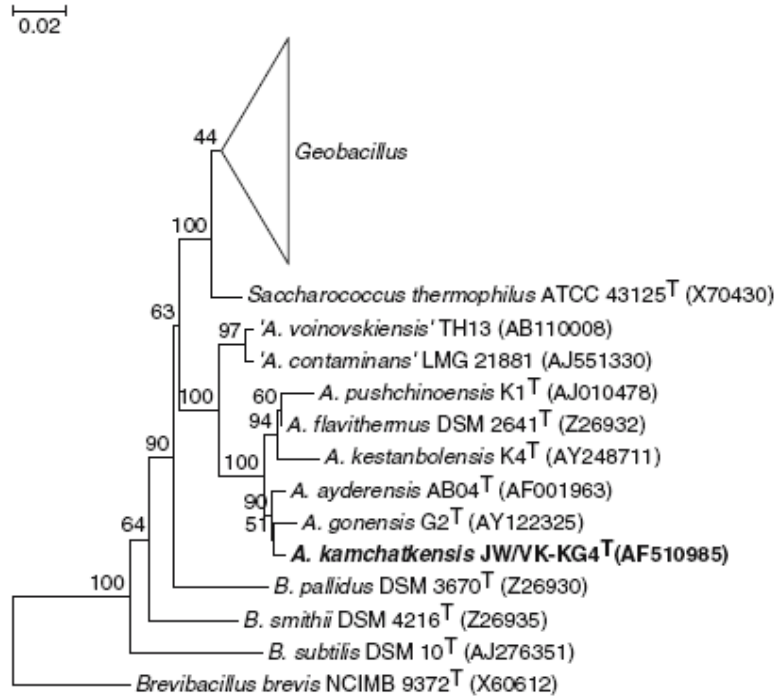 0.02
44
Geobacillus
100
Saccharococcus thermophilus ATCC 43125T (X70430)
63
97
'A. voinovskiensis' TH13 (AB110008)
'A. contaminans' LMG 21881 (AJ551330)
100
60
A. pushchinoensis K1T (AJ010478)
94
A. flavithermus DSM 2641T (Z26932)
90
A. kestanbolensis K4T (AY248711)
100
A. ayderensis AB04T (AF001963)
90
51
A. gonensis G2T (AY122325)
64
A. kamchatkensis JW/VK-KG4T(AF510985)
100
B. pallidus DSM 3670T (Z26930)
B. smithii DSM 4216T (Z26935)
B. subtilis DSM 10T (AJ276351)
Brevibacillus brevis NCIMB 9372T (X60612)